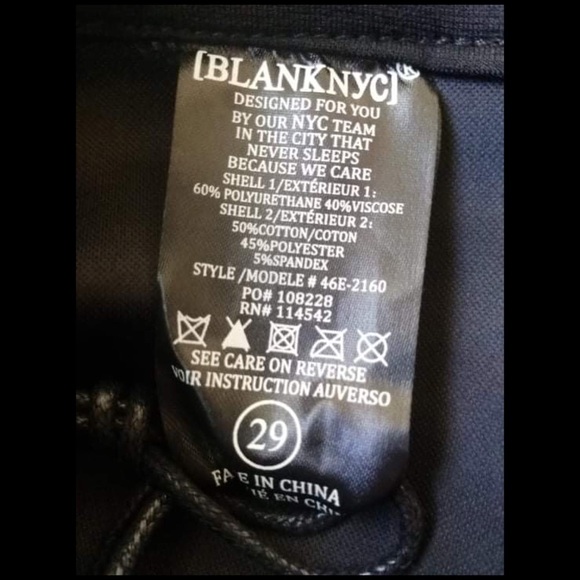 [BLANKNYC]®
DESIGNED FOR YOU
BY OUR NYC TEAM
IN THE CITY THAT
NEVER SLEEPS
BECAUSE WE CARE
SHELL 1/EXTÉRIEUR 1:
60% POLYURETHANE 40%VISCOSE
SHELL 2/EXTÉRIEUR 2:
50%COTTON/COTON
45%POLYESTER
5%SPANDEX
STYLE /MODELE # 46E-2160
PO# 108228
RN# 114542
SEE CARE ON REVERSE
VOIR INSTRUCTION AUVERSO
29
E IN CHINA
EN